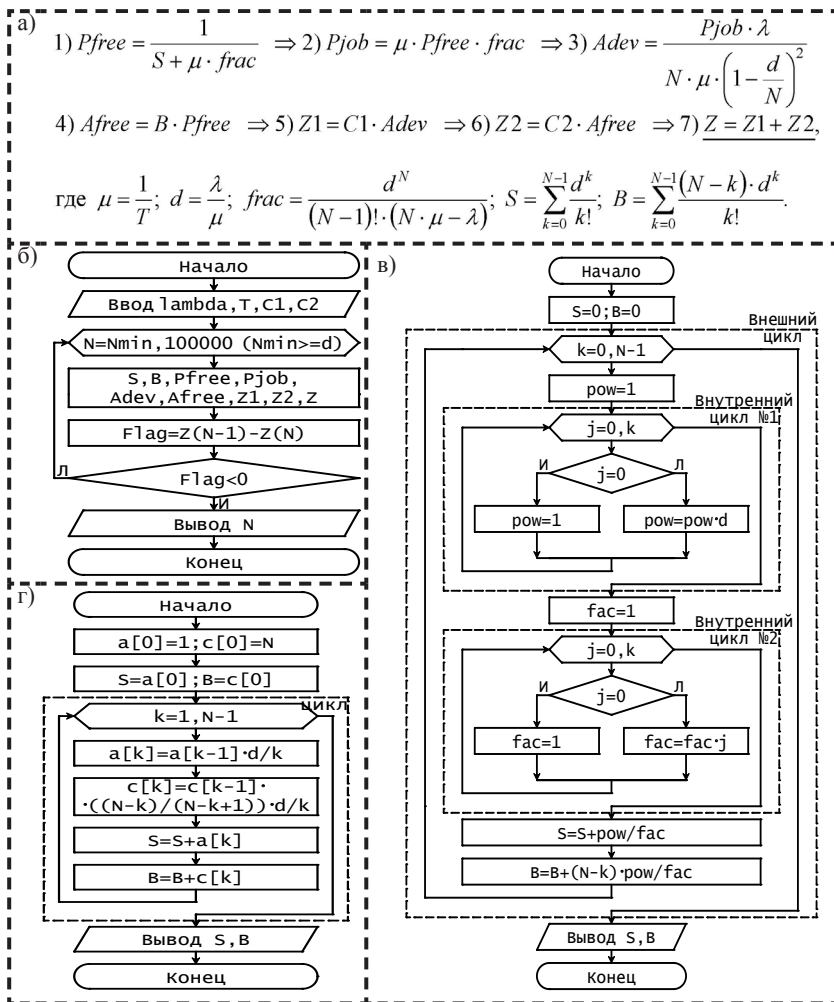 а)
1) Pfree = 1 / (S + μ · frac) ⇒ 2) Pjob = μ · Pfree · frac ⇒ 3) Adev = Pjob · λ / (N · μ · (1 − d/N)²)
4) Afree = B · Pfree ⇒ 5) Z1 = C1 · Adev ⇒ 6) Z2 = C2 · Afree ⇒ 7) Z = Z1 + Z2,
где μ = 1/T; d = λ/μ; frac = d^N / ((N−1)! · (N · μ − λ)); S = ∑_{k=0}^{N−1} d^k/k!; B = ∑_{k=0}^{N−1} (N−k) · d^k/k!.
б)
Начало
Ввод lambda,T,C1,C2
N=Nmin,100000 (Nmin>=d)
S,B,Pfree,Pjob,
Adev,Afree,Z1,Z2,Z
Flag=Z(N-1)-Z(N)
Л
Flag<0
И
Вывод N
Конец
в)
Начало
S=0;B=0
Внешний
цикл
k=0,N-1
pow=1
Внутренний
цикл №1
j=0,k
И
j=0
Л
pow=1
pow=pow·d
fac=1
Внутренний
цикл №2
j=0,k
И
j=0
Л
fac=1
fac=fac·j
S=S+pow/fac
B=B+(N-k)·pow/fac
Вывод S,B
Конец
г)
Начало
a[0]=1;c[0]=N
S=a[0];B=c[0]
цикл
k=1,N-1
a[k]=a[k-1]·d/k
c[k]=c[k-1]·
·((N-k)/(N-k+1))·d/k
S=S+a[k]
B=B+c[k]
Вывод S,B
Конец